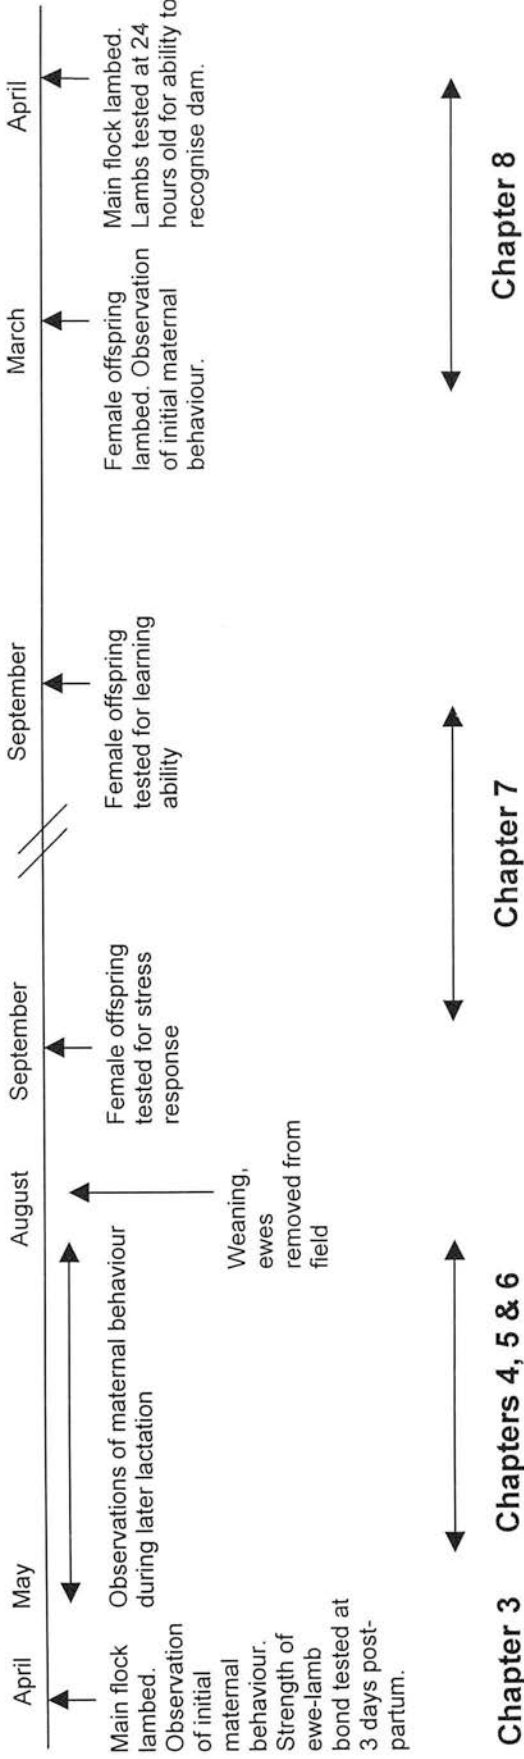 April
May
August
September
September
March
April
Main flock
lambed.
Observation
of initial
maternal
behaviour.
Strength of
ewe-lamb
bond tested at
3 days post-
partum.
Observations of maternal behaviour
during later lactation
Weaning,
ewes
removed from
field
Female offspring
tested for stress
response
Female offspring
tested for learning
ability
Female offspring
lambed. Observation
of initial maternal
behaviour.
Main flock lambed.
Lambs tested at 24
hours old for ability to
recognise dam.
Chapter 3
Chapters 4, 5 & 6
Chapter 7
Chapter 8